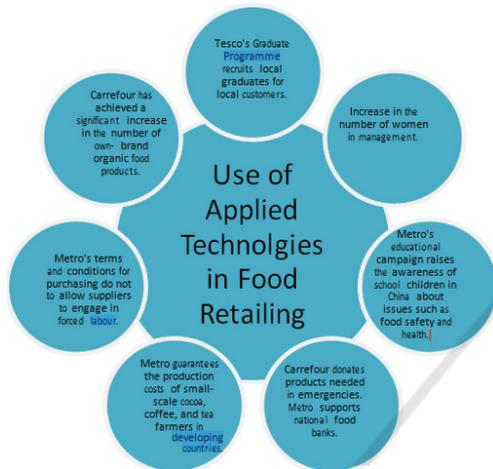 Tesco's Graduate
Programme
recruits local
graduates for
local customers.
Increase in the
number of women
in management.
Metro's
educational
campaign raises
the awareness of
school children in
China about
issues such as
food safety and
health.
Carrefour donates
products needed
in emergencies.
Metro supports
national food
banks.
Metro guarantees
the production
costs of small-
scale cocoa,
coffee, and tea
farmers in
developing
countries.
Metro's terms
and conditions for
purchasing do not
to allow suppliers
to engage in
forced labour.
Carrefour has
achieved a
significant increase
in the number of
own- brand
organic food
products.
Use of
Applied
Technolgies
in Food
Retailing